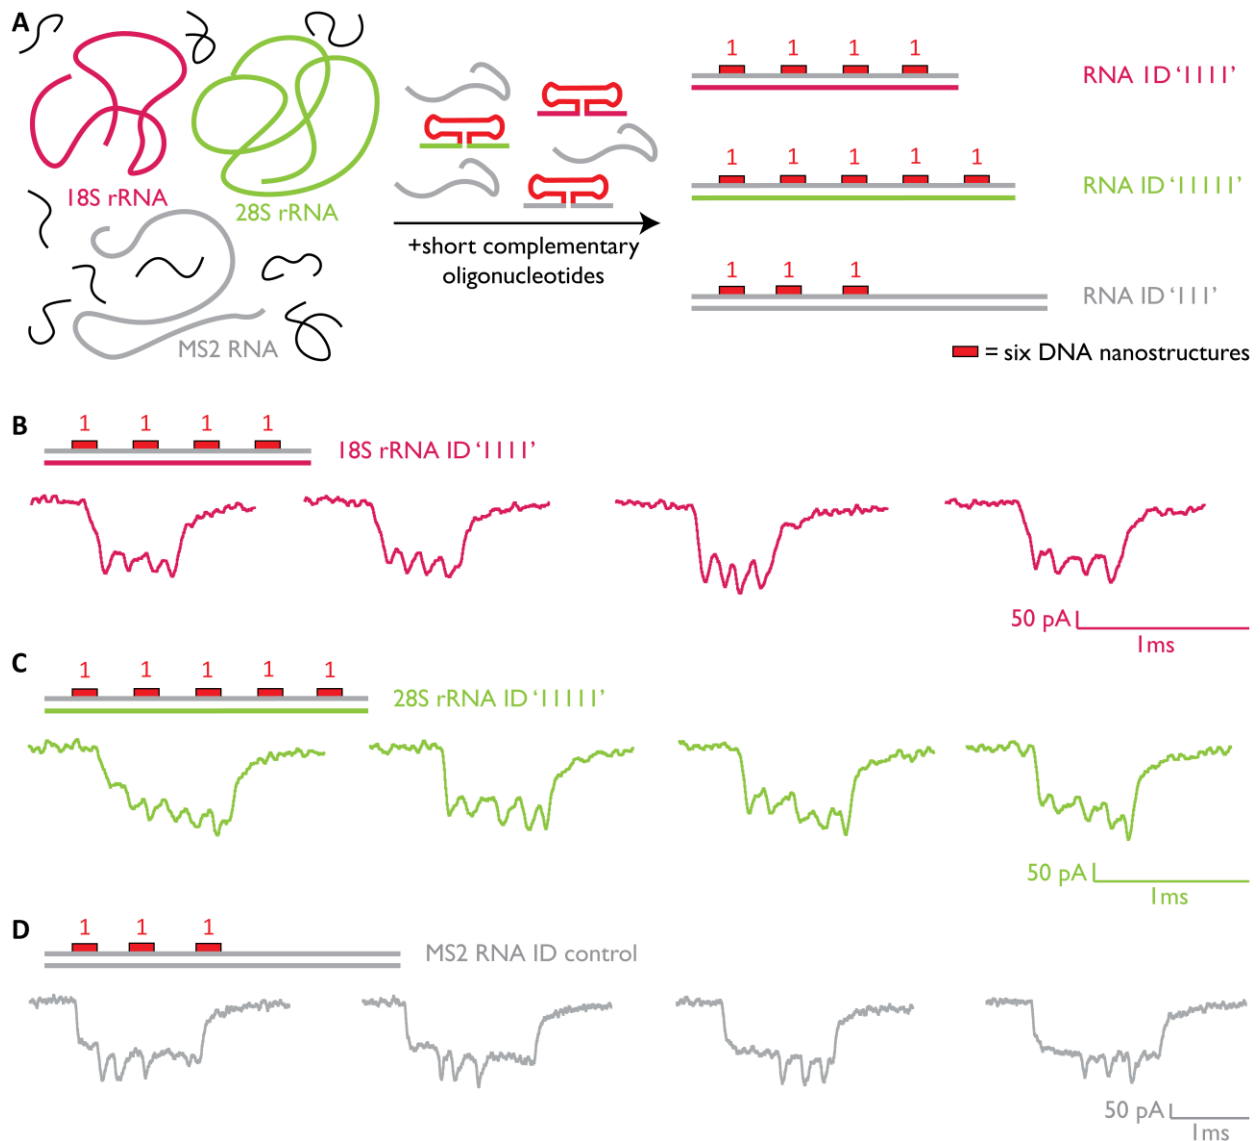 A
18S rRNA
28S rRNA
MS2 RNA
+short complementary
oligonucleotides
1 1 1 1
RNA ID ‘1111’
1 1 1 1 1
RNA ID ‘11111’
1 1 1
RNA ID ‘111’
= six DNA nanostructures
B
1 1 1 1
18S rRNA ID ‘1111’
50 pA
1ms
C
1 1 1 1 1
28S rRNA ID ‘11111’
50 pA
1ms
D
1 1 1
MS2 RNA ID control
50 pA
1ms